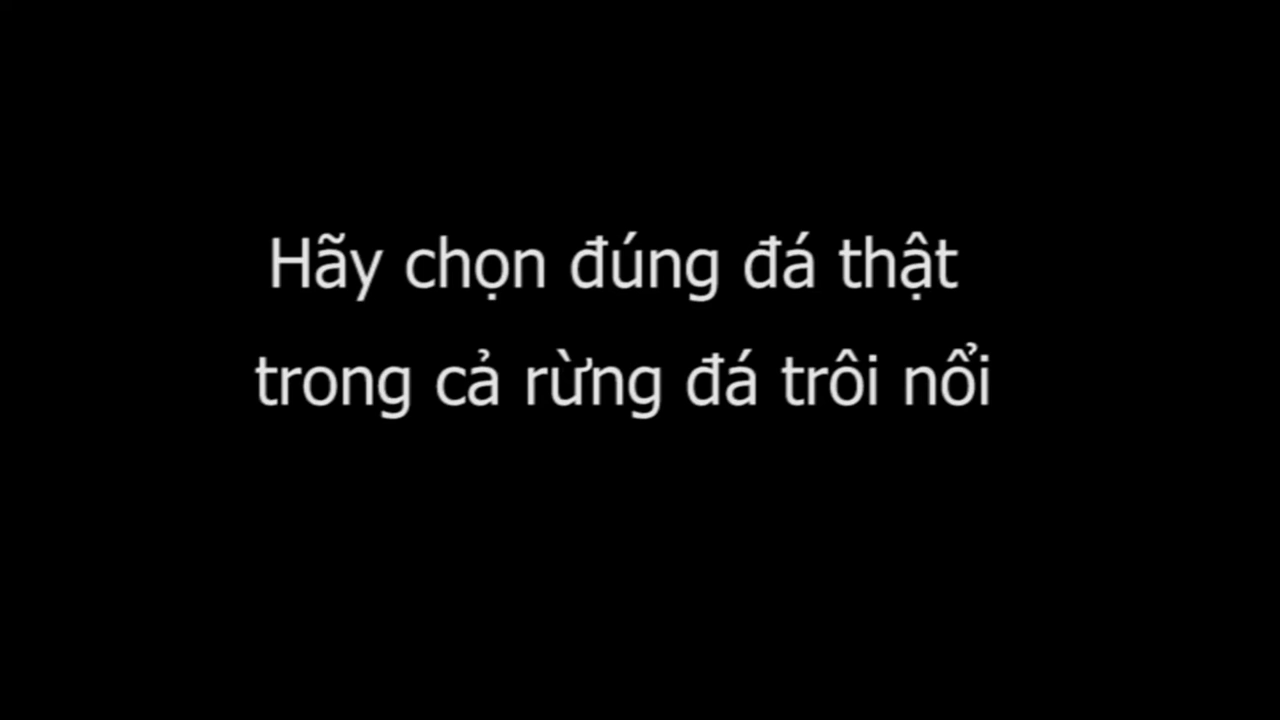 Hãy chọn đúng đá thật
trong cả rừng đá trôi nổi